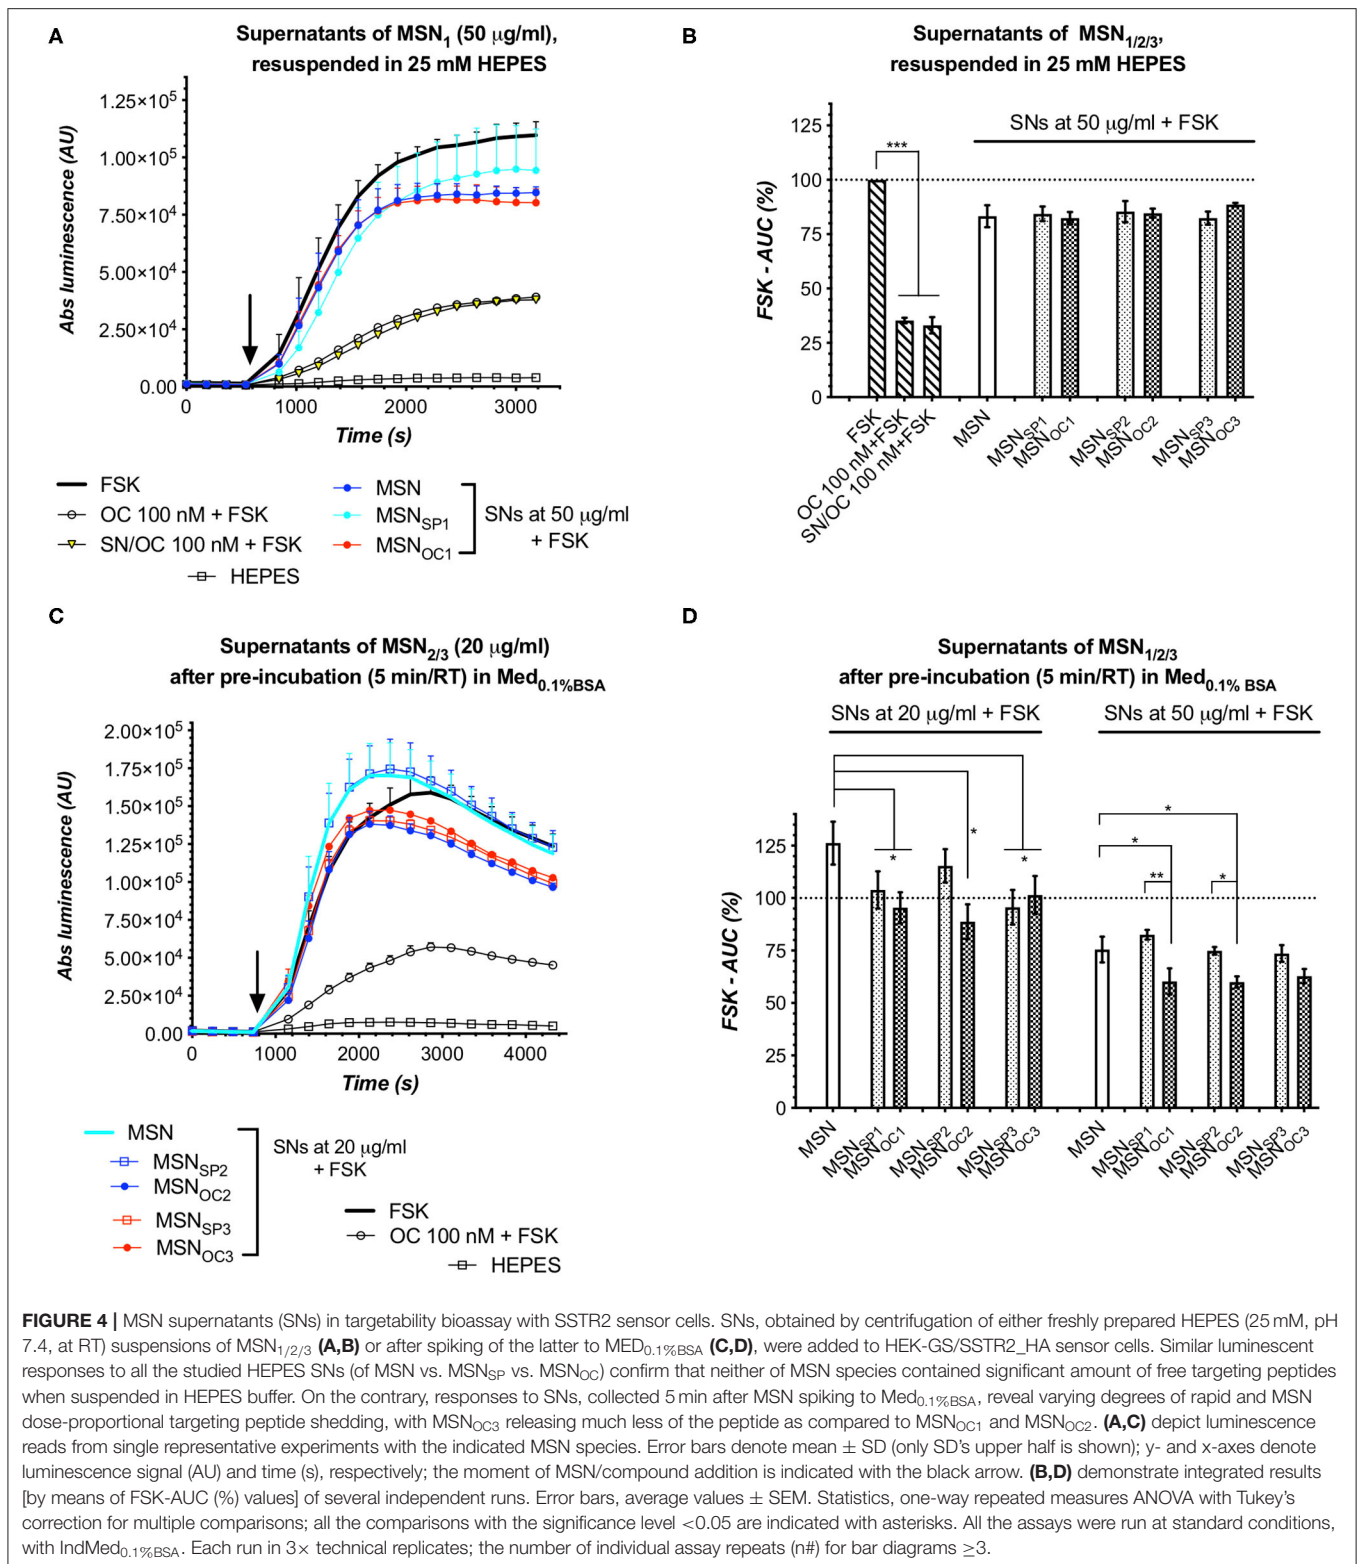 A
Supernatants of MSN1 (50 µg/ml),
resuspended in 25 mM HEPES
Abs luminescence (AU)
1.25×10^5
1.00×10^5
7.50×10^4
5.00×10^4
2.50×10^4
0.00
0 1000 2000 3000
Time (s)
FSK
OC 100 nM + FSK
SN/OC 100 nM + FSK
HEPES
MSN
MSNSP1
MSNOC1
SNs at 50 µg/ml
+ FSK
B
Supernatants of MSN1/2/3,
resuspended in 25 mM HEPES
SNs at 50 µg/ml + FSK
***
FSK - AUC (%)
125
100
75
50
25
0
FSK
OC 100 nM+FSK
SN/OC 100 nM+FSK
MSN
MSNSP1
MSNOC1
MSNSP2
MSNOC2
MSNSP3
MSNOC3
C
Supernatants of MSN2/3 (20 µg/ml)
after pre-incubation (5 min/RT) in Med0.1%BSA
Abs luminescence (AU)
2.00×10^5
1.75×10^5
1.50×10^5
1.25×10^5
1.00×10^5
7.50×10^4
5.00×10^4
2.50×10^4
0.00
0 1000 2000 3000 4000
Time (s)
MSN
MSNSP2
MSNOC2
MSNSP3
MSNOC3
SNs at 20 µg/ml
+ FSK
FSK
OC 100 nM + FSK
HEPES
D
Supernatants of MSN1/2/3
after pre-incubation (5 min/RT) in Med0.1% BSA
SNs at 20 µg/ml + FSK SNs at 50 µg/ml + FSK
* * * * * ** *
FSK - AUC (%)
125
100
75
50
25
0
MSN
MSNSP1
MSNOC1
MSNSP2
MSNOC2
MSNSP3
MSNOC3
MSN
MSNSP1
MSNOC1
MSNSP2
MSNOC2
MSNSP3
MSNOC3
FIGURE 4 | MSN supernatants (SNs) in targetability bioassay with SSTR2 sensor cells. SNs, obtained by centrifugation of either freshly prepared HEPES (25 mM, pH
7.4, at RT) suspensions of MSN1/2/3 (A,B) or after spiking of the latter to MED0.1%BSA (C,D), were added to HEK-GS/SSTR2_HA sensor cells. Similar luminescent
responses to all the studied HEPES SNs (of MSN vs. MSNSP vs. MSNOC) confirm that neither of MSN species contained significant amount of free targeting peptides
when suspended in HEPES buffer. On the contrary, responses to SNs, collected 5 min after MSN spiking to Med0.1%BSA, reveal varying degrees of rapid and MSN
dose-proportional targeting peptide shedding, with MSNOC3 releasing much less of the peptide as compared to MSNOC1 and MSNOC2. (A,C) depict luminescence
reads from single representative experiments with the indicated MSN species. Error bars denote mean ± SD (only SD's upper half is shown); y- and x-axes denote
luminescence signal (AU) and time (s), respectively; the moment of MSN/compound addition is indicated with the black arrow. (B,D) demonstrate integrated results
[by means of FSK-AUC (%) values] of several independent runs. Error bars, average values ± SEM. Statistics, one-way repeated measures ANOVA with Tukey's
correction for multiple comparisons; all the comparisons with the significance level <0.05 are indicated with asterisks. All the assays were run at standard conditions,
with IndMed0.1%BSA. Each run in 3× technical replicates; the number of individual assay repeats (n#) for bar diagrams ≥3.